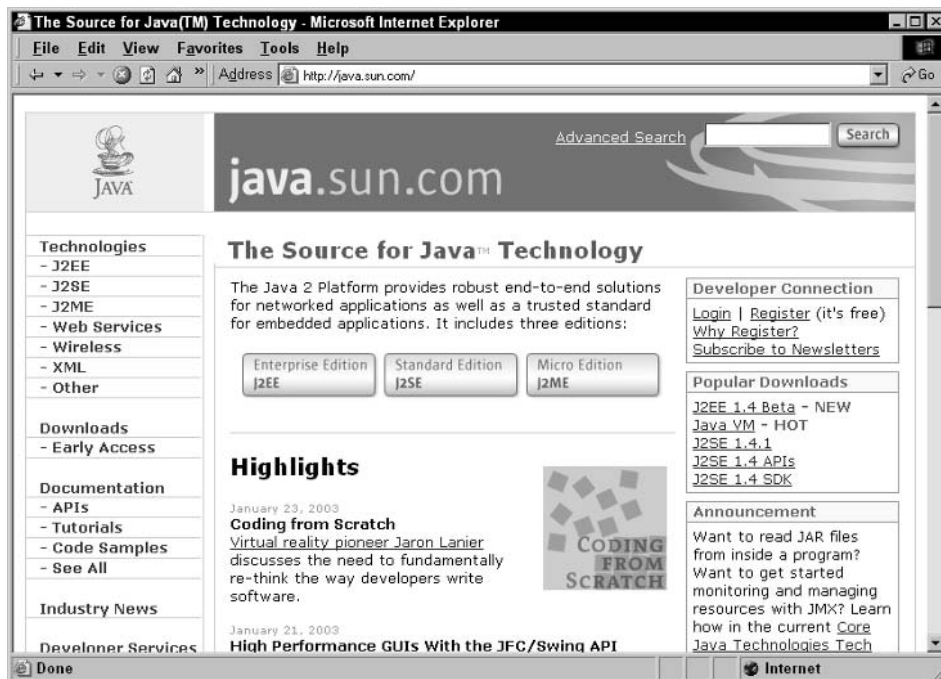 The Source for Java(TM) Technology - Microsoft Internet Explorer
File Edit View Favorites Tools Help
» Address http://java.sun.com/ Go
JAVA
Advanced Search Search
java.sun.com
Technologies
- J2EE
- J2SE
- J2ME
- Web Services
- Wireless
- XML
- Other
Downloads
- Early Access
Documentation
- APIs
- Tutorials
- Code Samples
- See All
Industry News
Developer Services
The Source for Java™ Technology
The Java 2 Platform provides robust end-to-end solutions
for networked applications as well as a trusted standard
for embedded applications. It includes three editions:
Enterprise Edition
J2EE
Standard Edition
J2SE
Micro Edition
J2ME
Highlights
January 23, 2003
Coding from Scratch
Virtual reality pioneer Jaron Lanier
discusses the need to fundamentally
re-think the way developers write
software.
CODING
FROM
SCRATCH
January 21, 2003
High Performance GUIs With the JFC/Swing API
Developer Connection
Login | Register (it's free)
Why Register?
Subscribe to Newsletters
Popular Downloads
J2EE 1.4 Beta - NEW
Java VM - HOT
J2SE 1.4.1
J2SE 1.4 APIs
J2SE 1.4 SDK
Announcement
Want to read JAR files
from inside a program?
Want to get started
monitoring and managing
resources with JMX? Learn
how in the current Core
Java Technologies Tech
Done
Internet